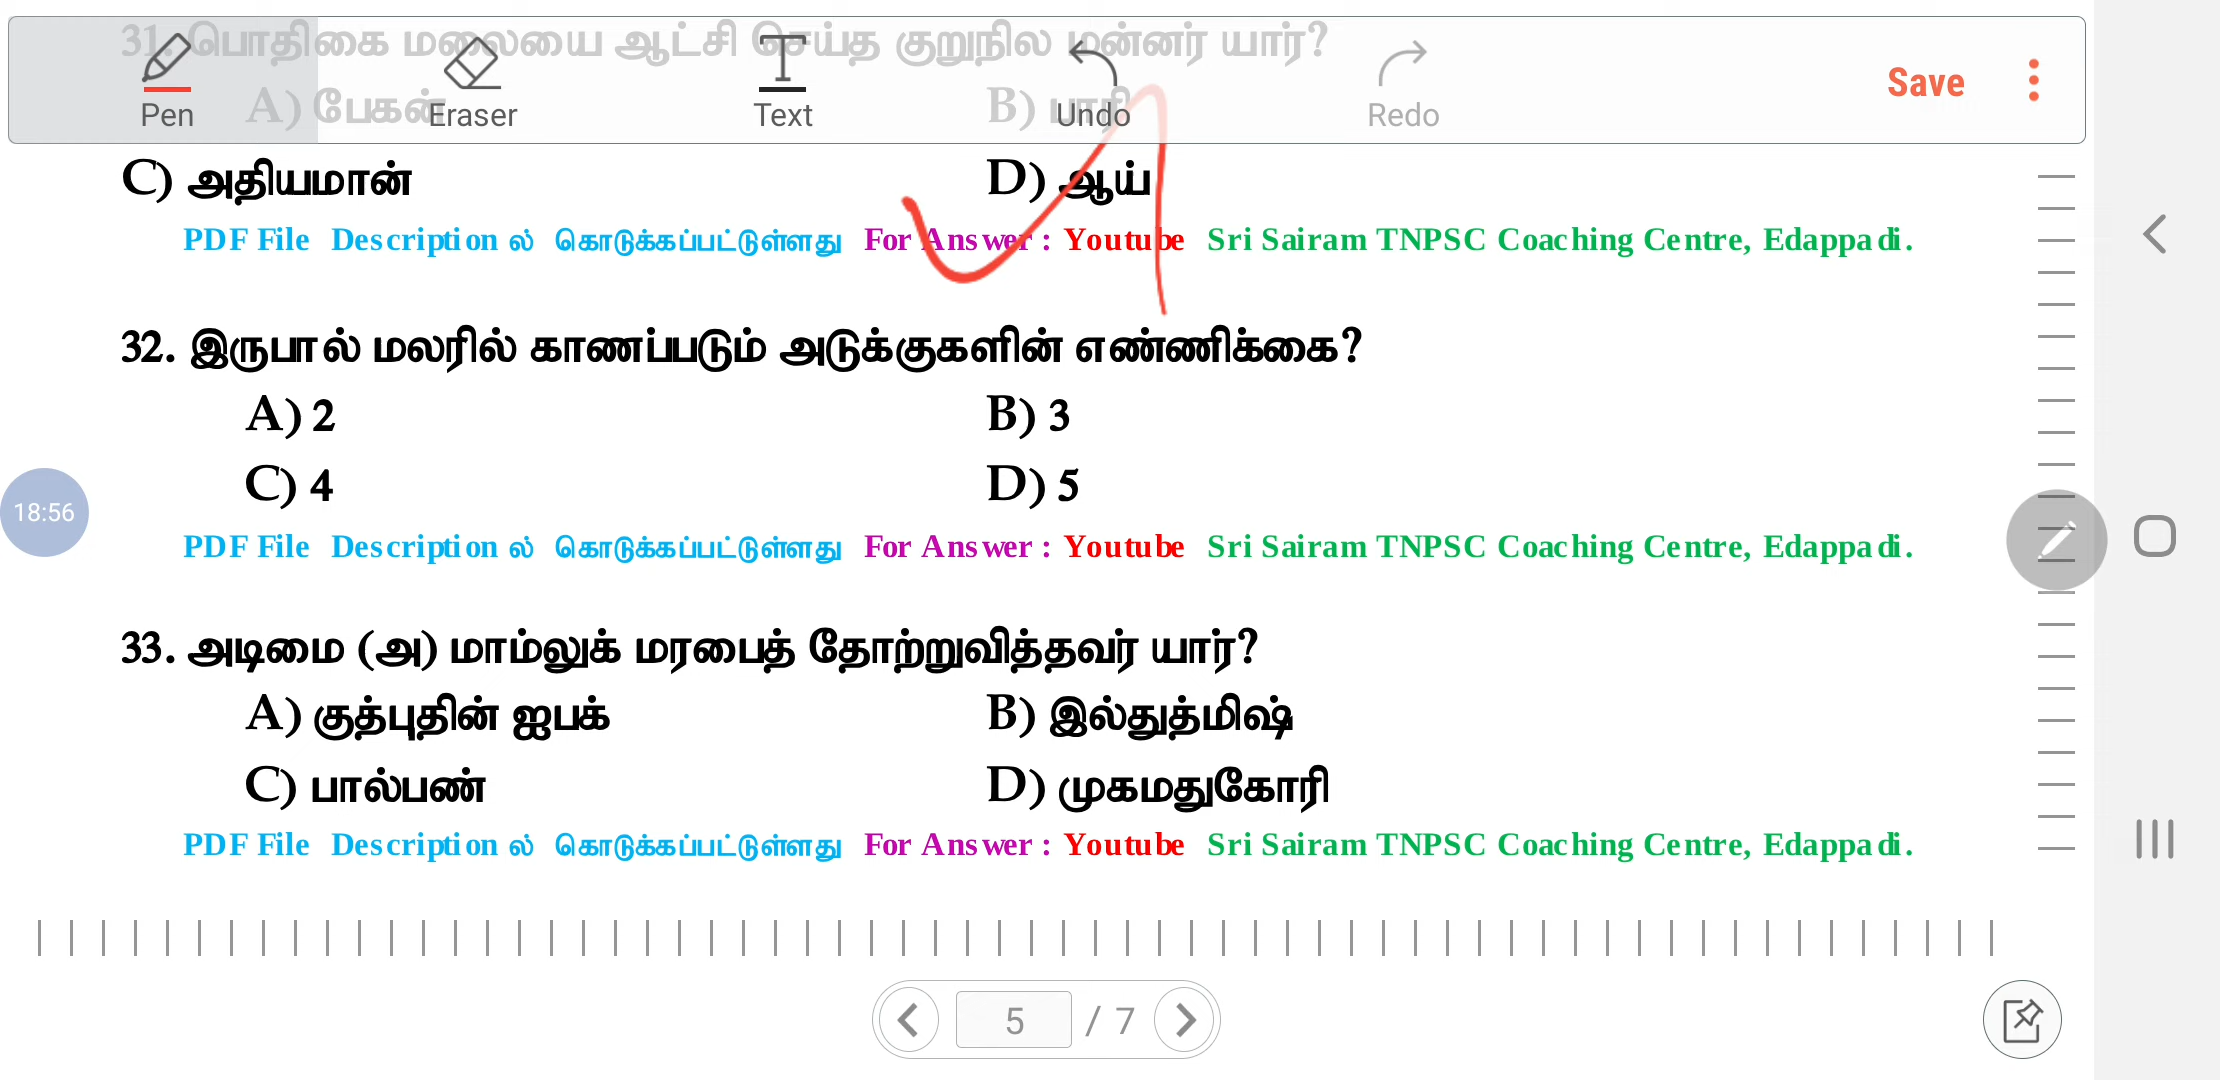 31. பொதிகை மலையை ஆட்சி செய்த குறுநில மன்னர் யார்?
Pen Eraser Text Undo Redo Save
A) பேகன் B) பாரி
C) அதியமான் D) ஆய்
PDF File Description ல் கொடுக்கப்பட்டுள்ளது For Answer : Youtube Sri Sairam TNPSC Coaching Centre, Edappadi.
32. இருபால் மலரில் காணப்படும் அடுக்குகளின் எண்ணிக்கை?
A) 2 B) 3
C) 4 D) 5
18:56
PDF File Description ல் கொடுக்கப்பட்டுள்ளது For Answer : Youtube Sri Sairam TNPSC Coaching Centre, Edappadi.
33. அடிமை (அ) மாம்லுக் மரபைத் தோற்றுவித்தவர் யார்?
A) குத்புதின் ஐபக் B) இல்துத்மிஷ்
C) பால்பண் D) முகமதுகோரி
PDF File Description ல் கொடுக்கப்பட்டுள்ளது For Answer : Youtube Sri Sairam TNPSC Coaching Centre, Edappadi.
5 / 7